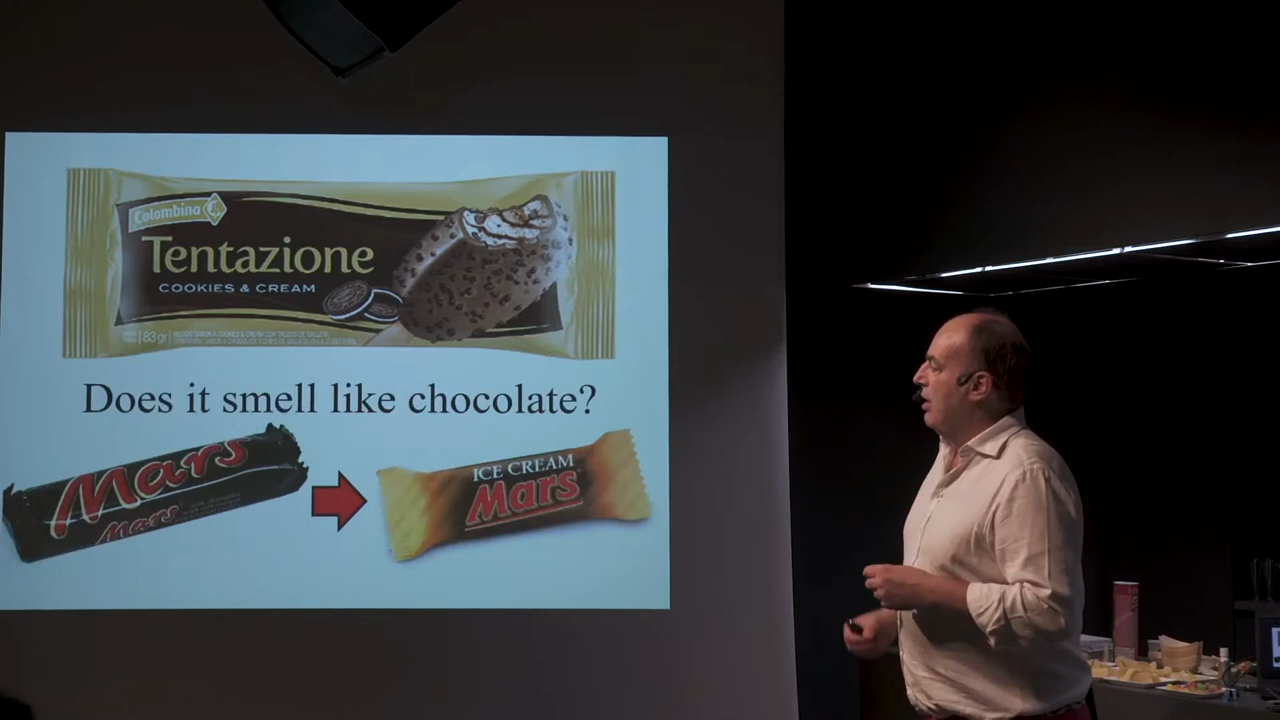 Colombina
Tentazione
COOKIES & CREAM
83 gr
Does it smell like chocolate?
Mars
Mars
ICE CREAM
Mars